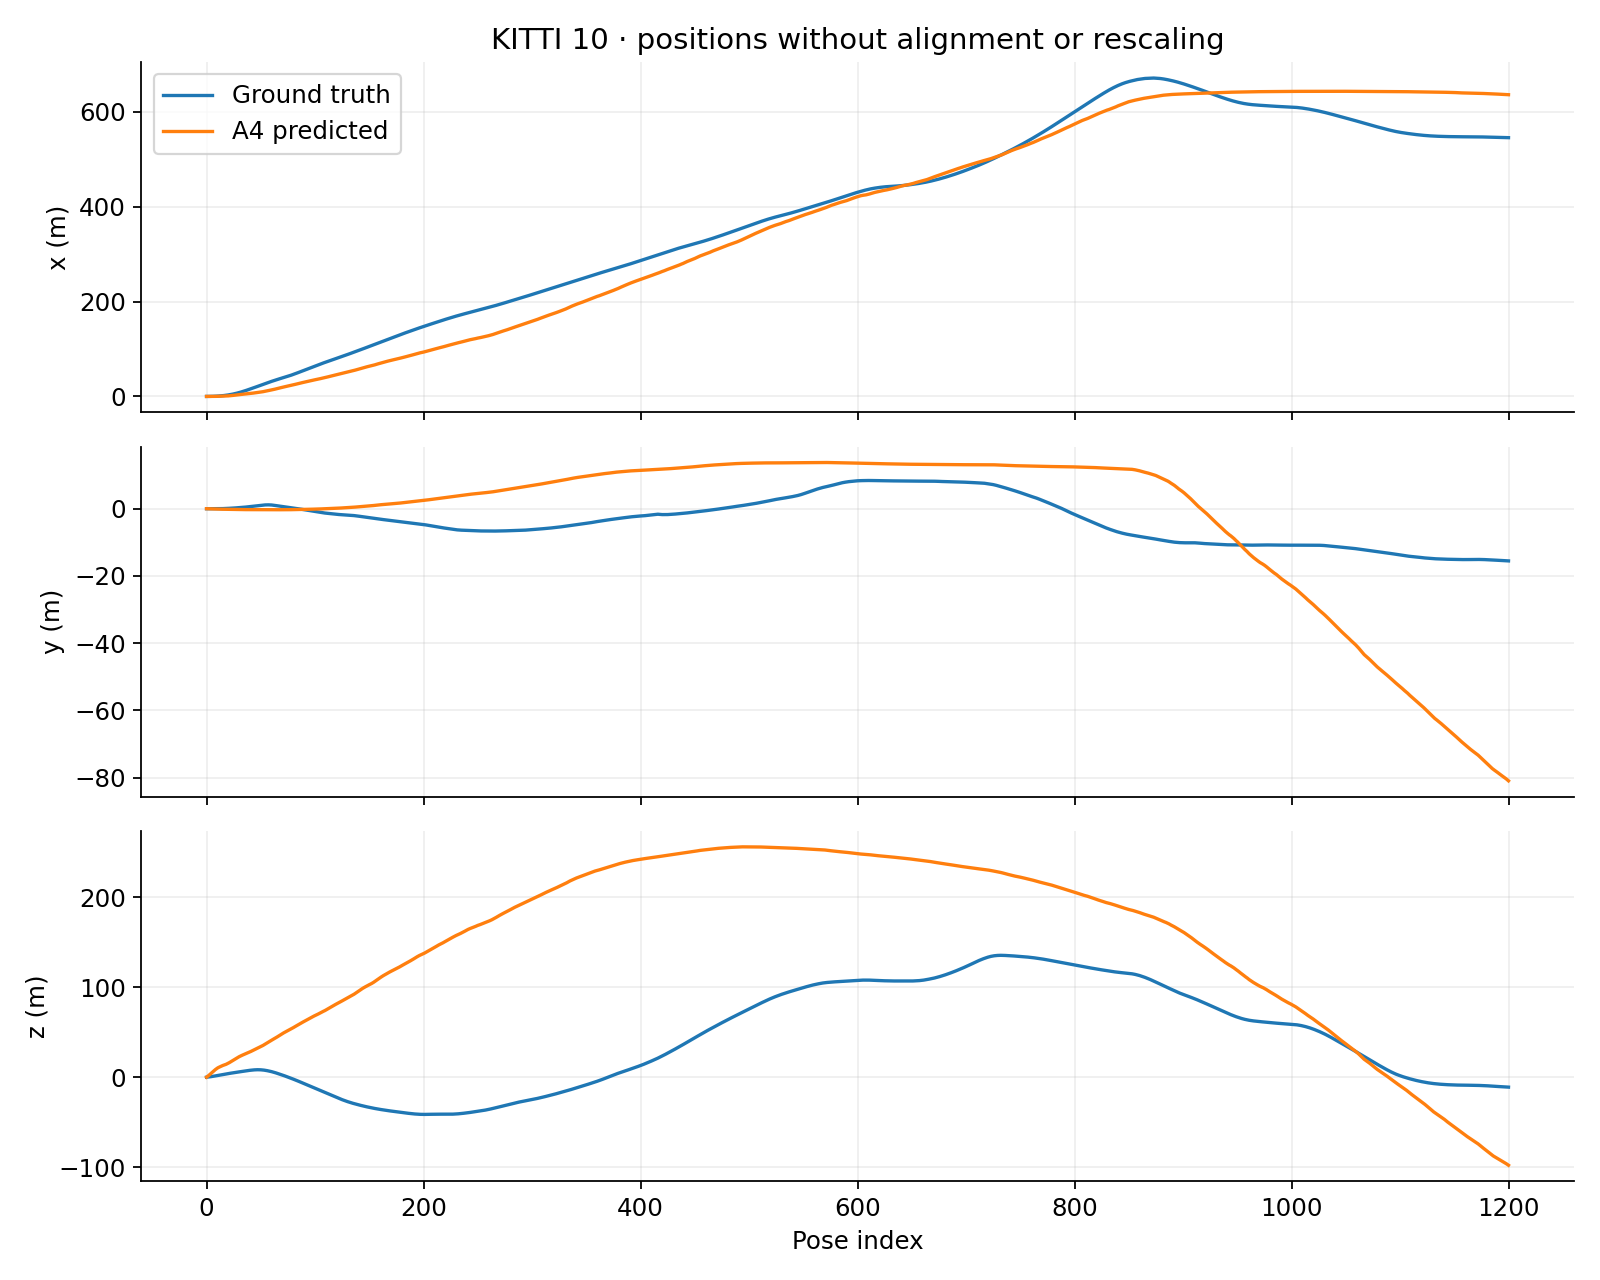 KITTI 10 · positions without alignment or rescaling
Ground truth
A4 predicted
x (m)
600
400
200
0
y (m)
0
−20
−40
−60
−80
z (m)
200
100
0
−100
0 200 400 600 800 1000 1200
Pose index